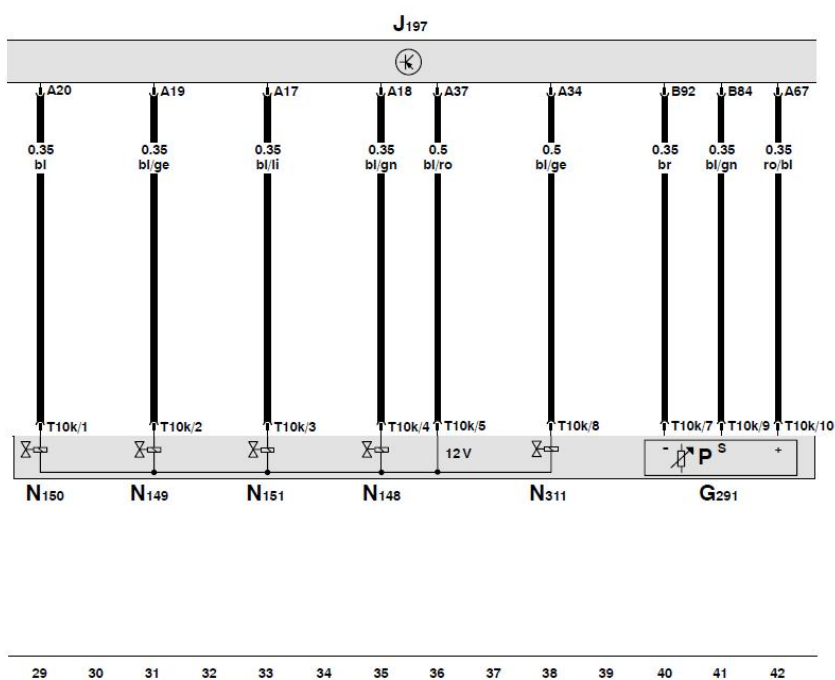 J197
A20 A19 A17 A18 A37 A34 B92 B84 A67
0.35 0.35 0.35 0.35 0.5 0.5 0.35 0.35 0.35
bl bl/ge bl/li bl/gn bl/ro bl/ge br bl/gn ro/bl
T10k/1 T10k/2 T10k/3 T10k/4 T10k/5 T10k/8 T10k/7 T10k/9 T10k/10
12V - P S +
N150 N149 N151 N148 N311 G291
29 30 31 32 33 34 35 36 37 38 39 40 41 42